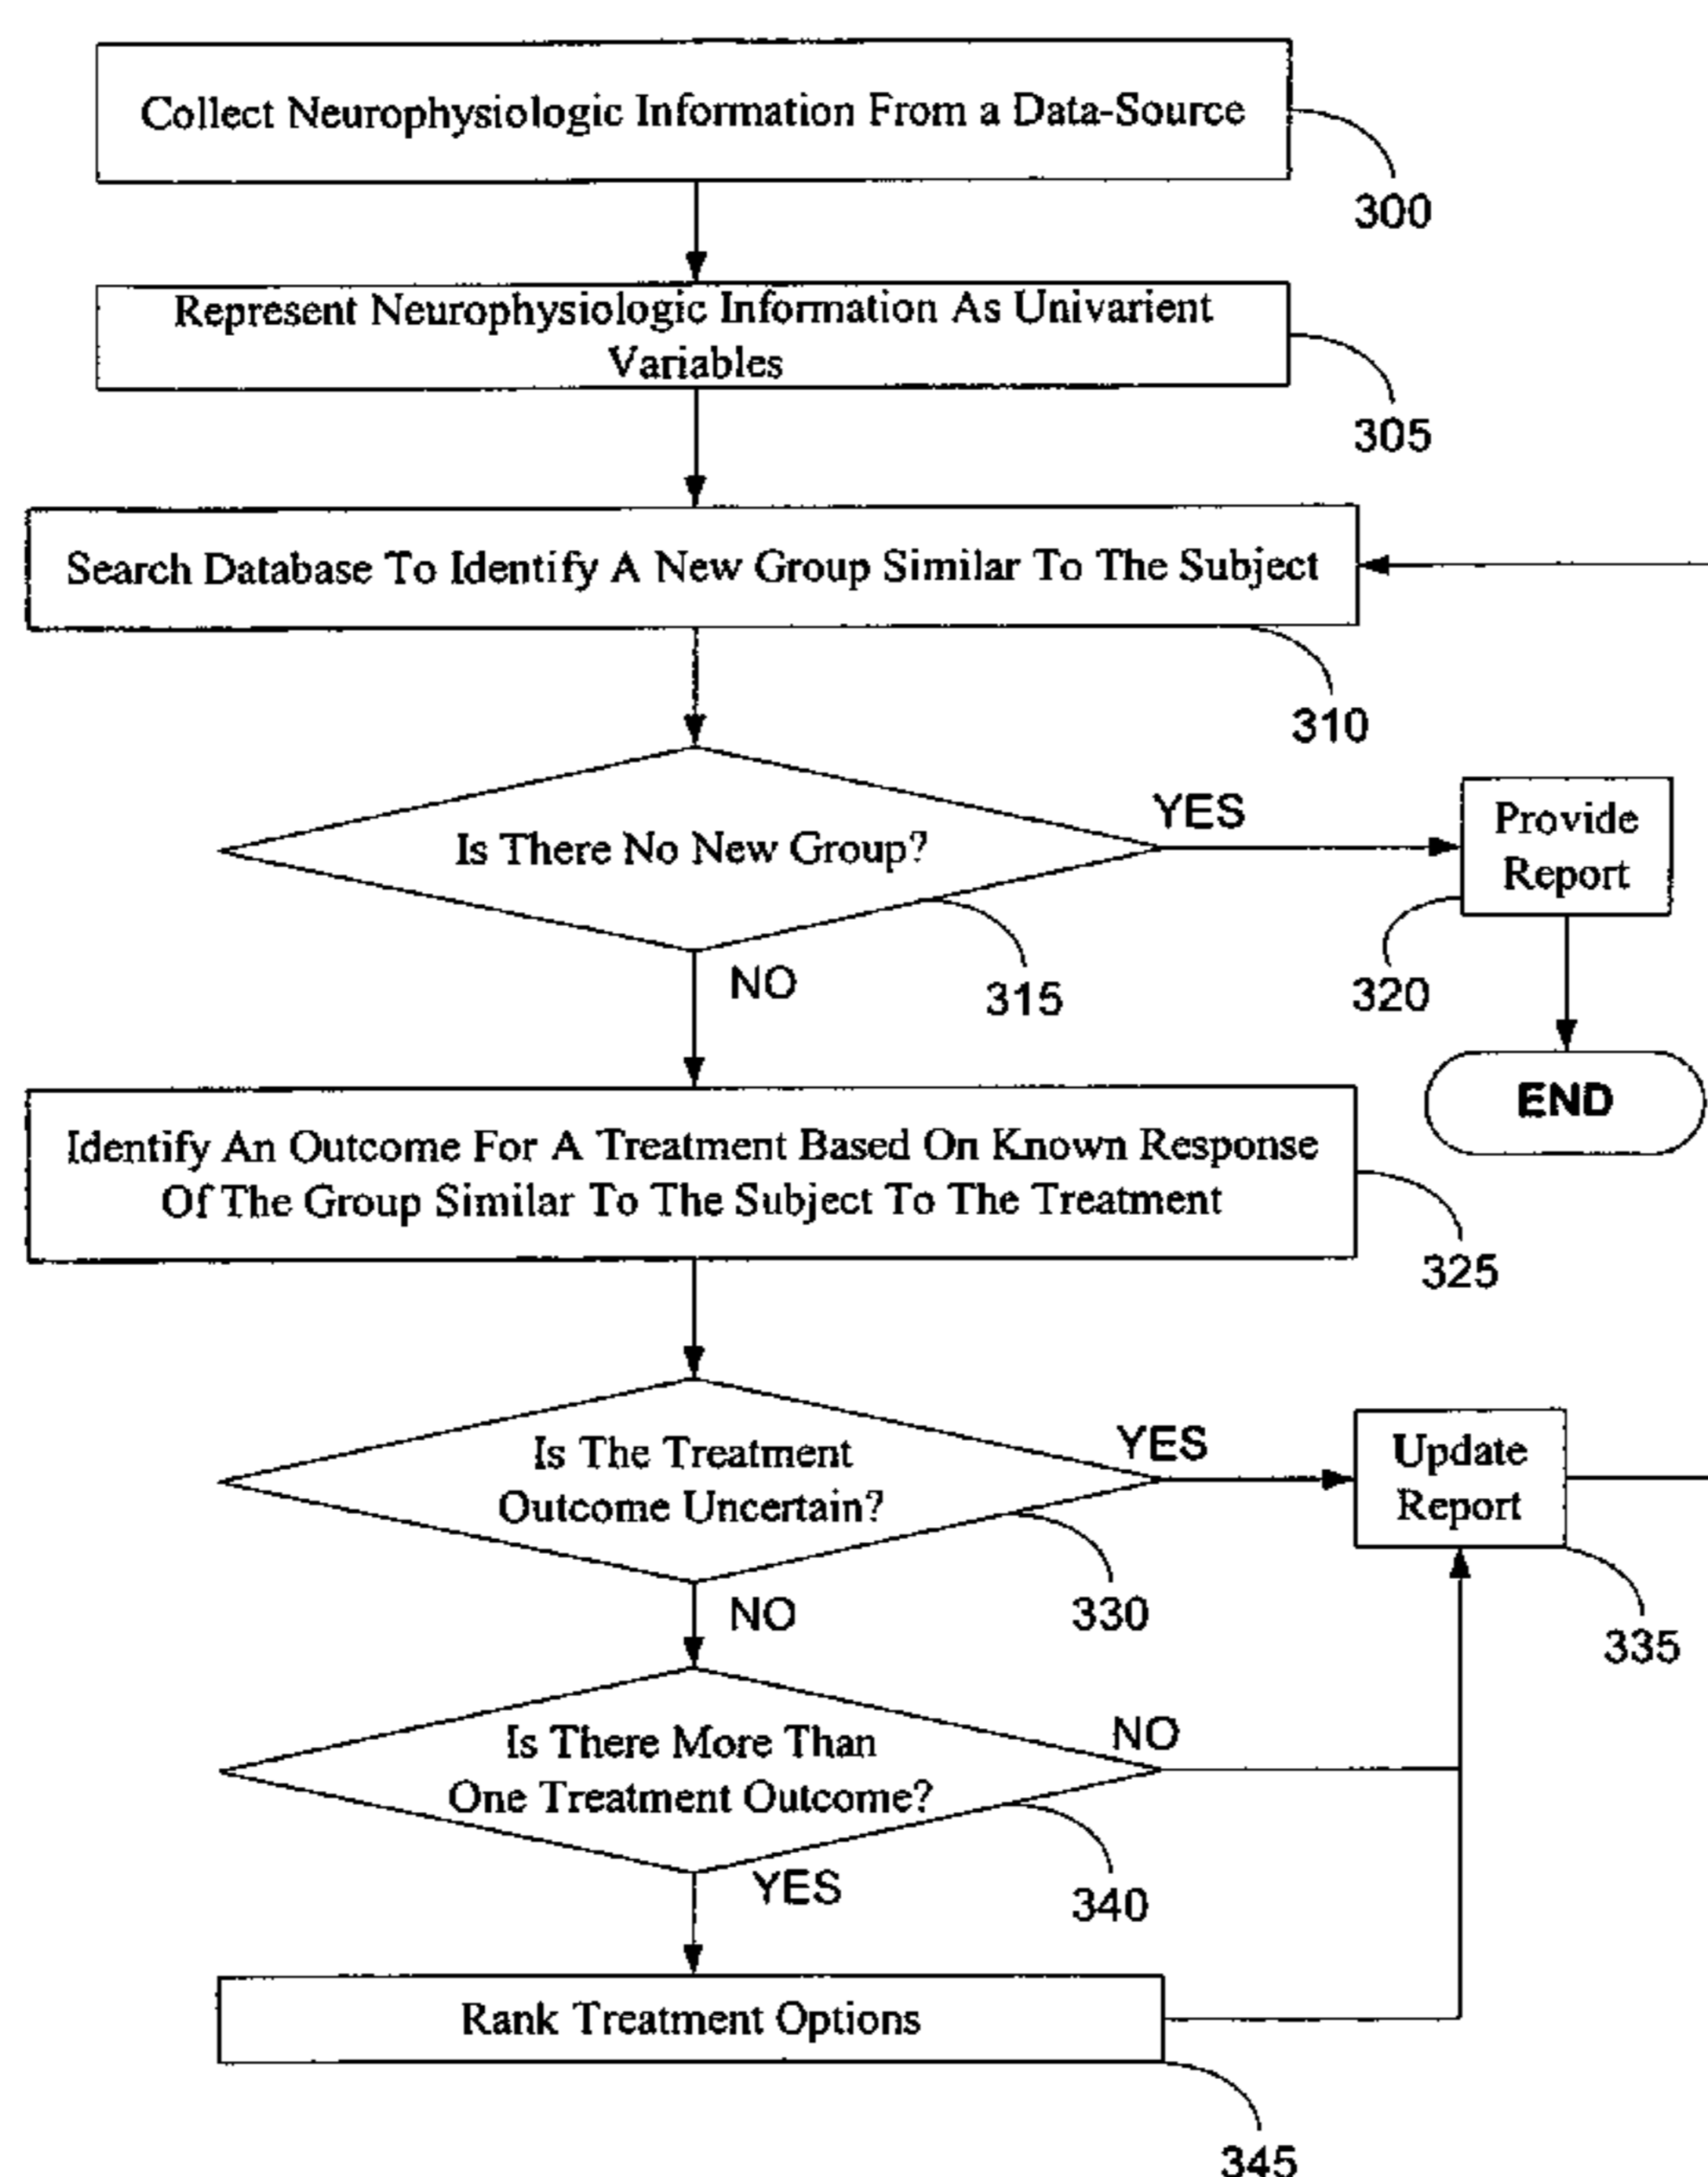 Collect Neurophysiologic Information From a Data-Source
300
Represent Neurophysiologic Information As Univarient
Variables
305
Search Database To Identify A New Group Similar To The Subject
310
Is There No New Group?
YES
NO
315
Provide
Report
320
END
Identify An Outcome For A Treatment Based On Known Response
Of The Group Similar To The Subject To The Treatment
325
Is The Treatment
Outcome Uncertain?
YES
NO
330
Update
Report
335
Is There More Than
One Treatment Outcome?
NO
YES
340
Rank Treatment Options
345